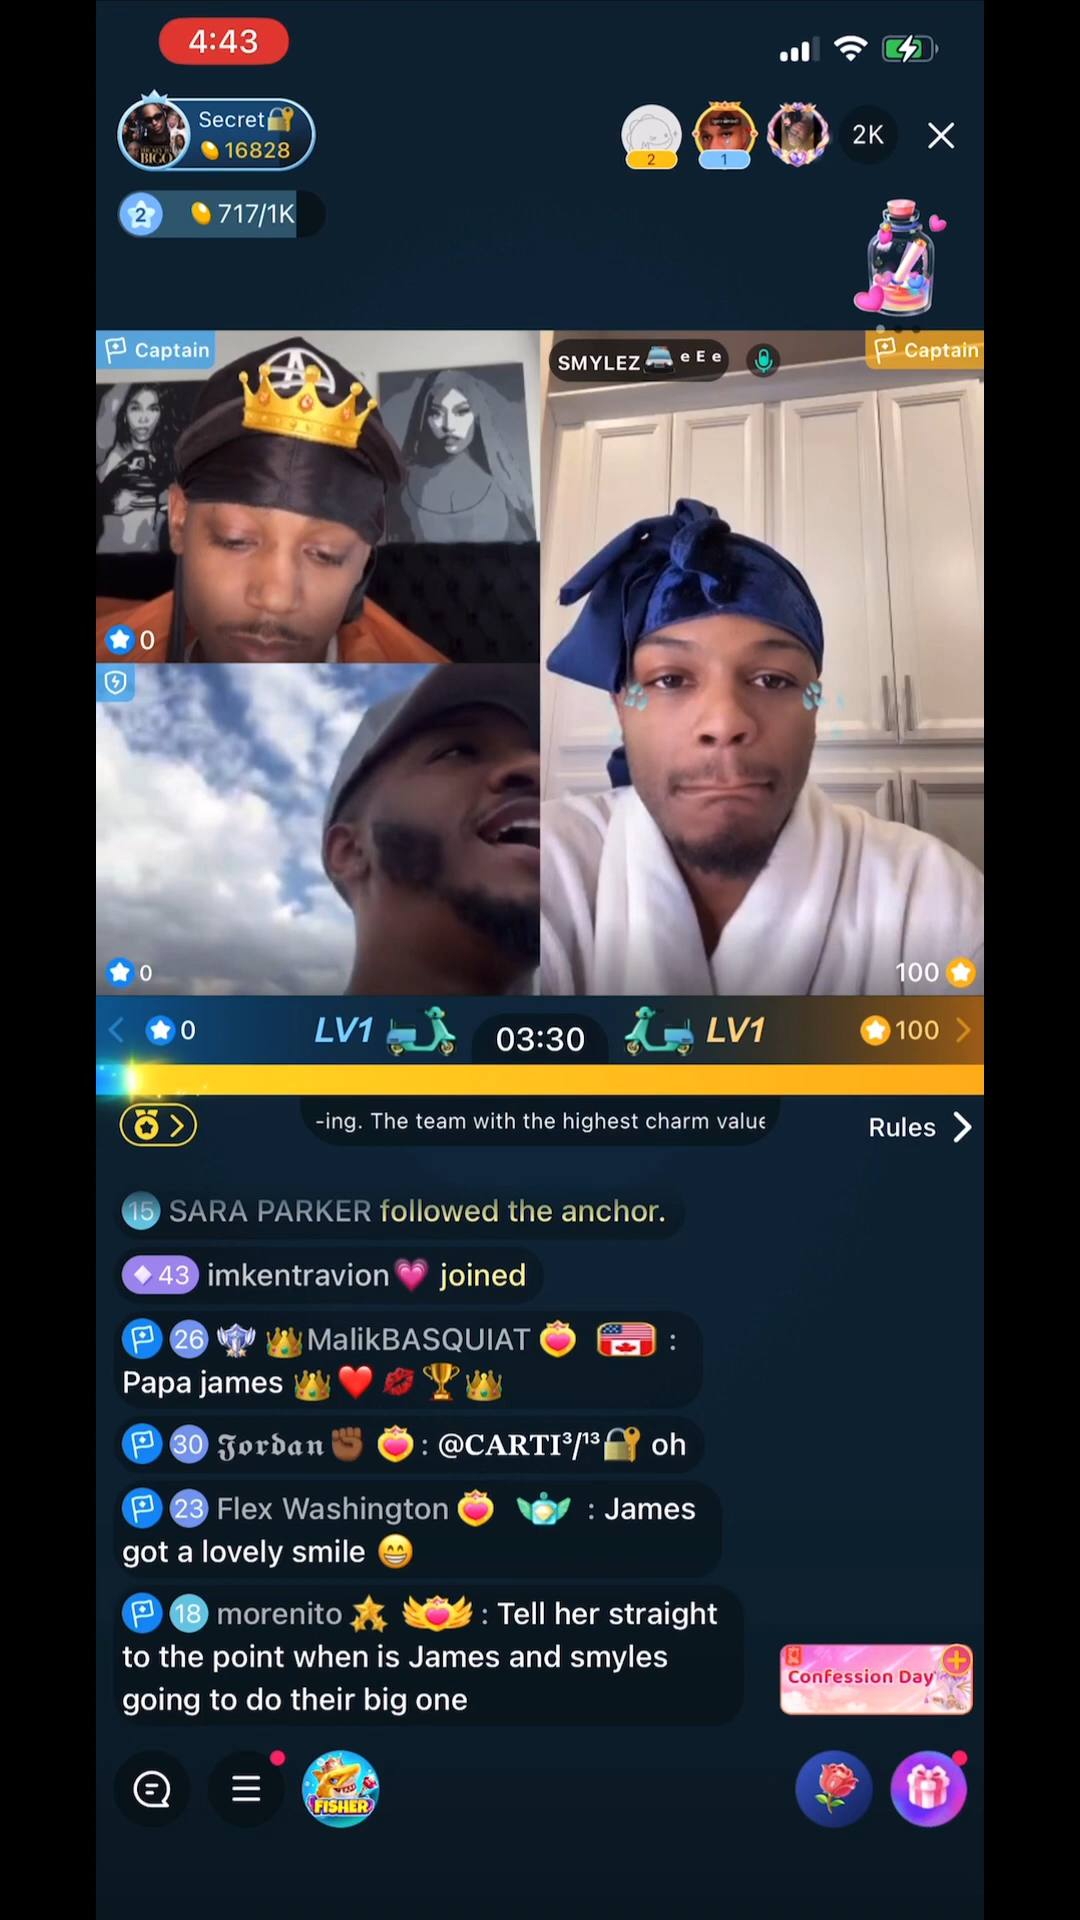 4:43
Secret🔐
16828
BIGO
2
1
2K
2
717/1K
Captain
SMYLEZ🚘 e E e
Captain
0
0
100
0
LV1
03:30
LV1
100
-ing. The team with the highest charm value
Rules
15 SARA PARKER followed the anchor.
43 imkentravion💗 joined
26 👑MalikBASQUIAT :
Papa james 👑❤️💋🏆👑
30 𝕵𝖔𝖗𝖉𝖆𝖓✊🏾 : @CARTI³/¹³🔐 oh
23 Flex Washington : James
got a lovely smile 😁
18 morenito : Tell her straight
to the point when is James and smyles
going to do their big one
Confession Day
FISHER